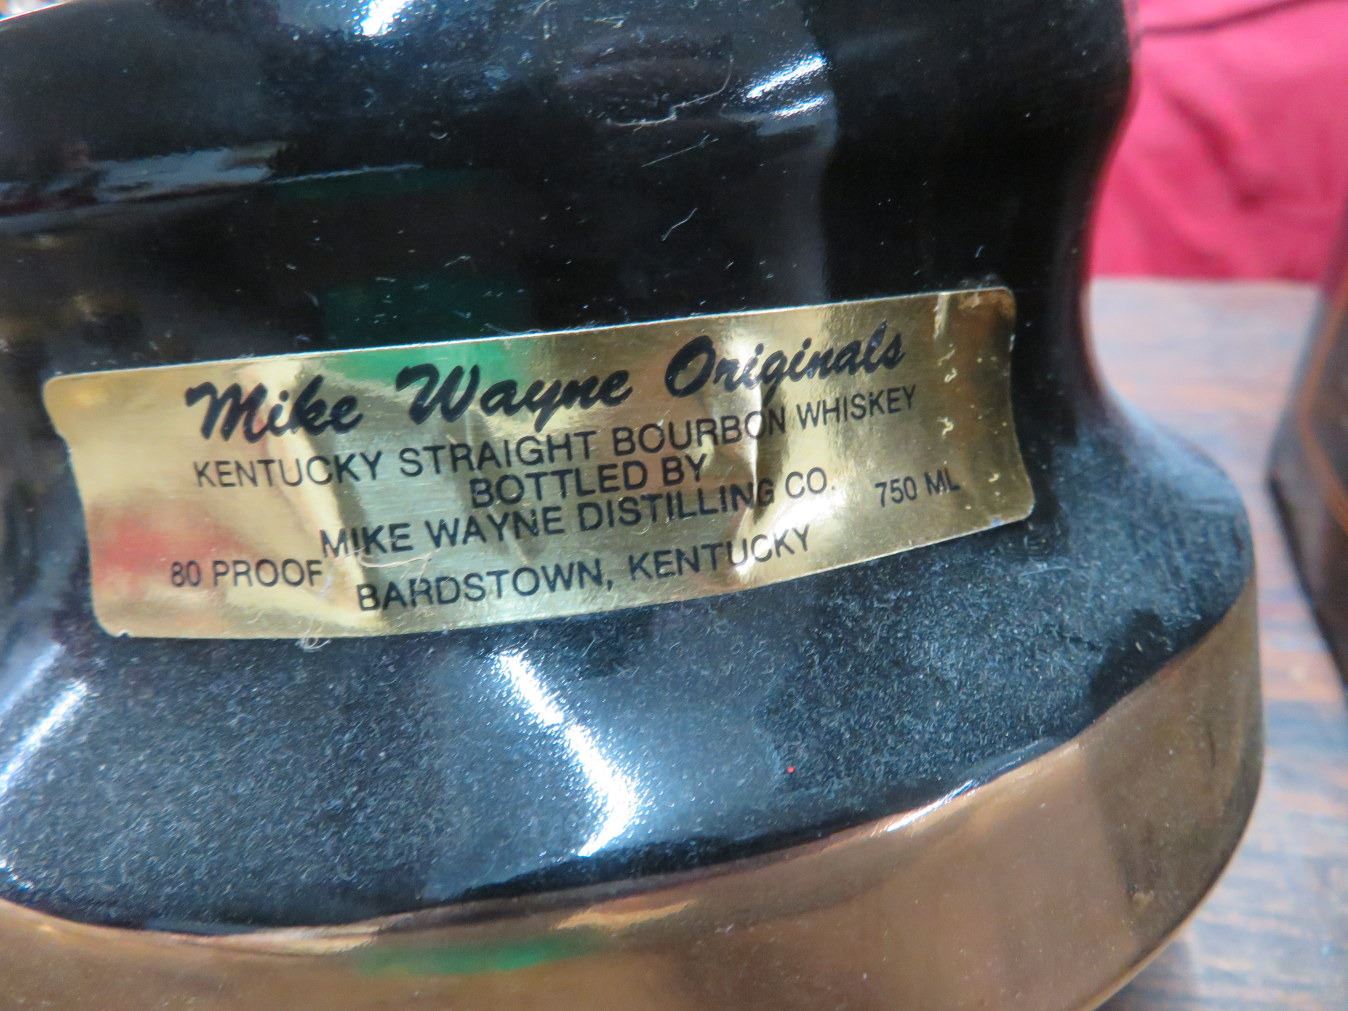 Mike Wayne Originals
KENTUCKY STRAIGHT BOURBON WHISKEY
BOTTLED BY
MIKE WAYNE DISTILLING CO. 750 ML
80 PROOF BARDSTOWN, KENTUCKY